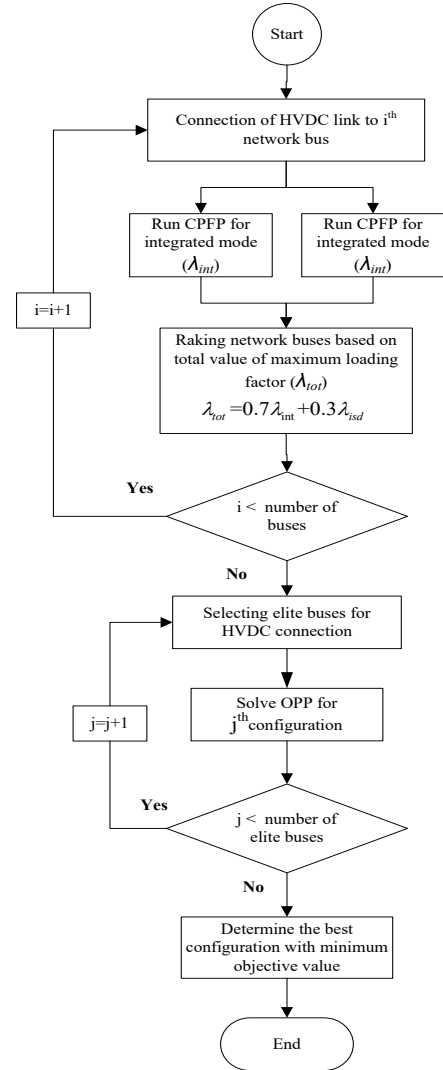 Start
Connection of HVDC link to iᵗʰ
network bus
Run CPFP for
integrated mode
(λint)
Run CPFP for
integrated mode
(λint)
i=i+1
Raking network buses based on
total value of maximum loading
factor (λtot)
λtot =0.7λint+0.3λisd
Yes
i < number of
buses
No
Selecting elite buses for
HVDC connection
j=j+1
Solve OPP for
jᵗʰ configuration
Yes
j < number of
elite buses
No
Determine the best
configuration with minimum
objective value
End